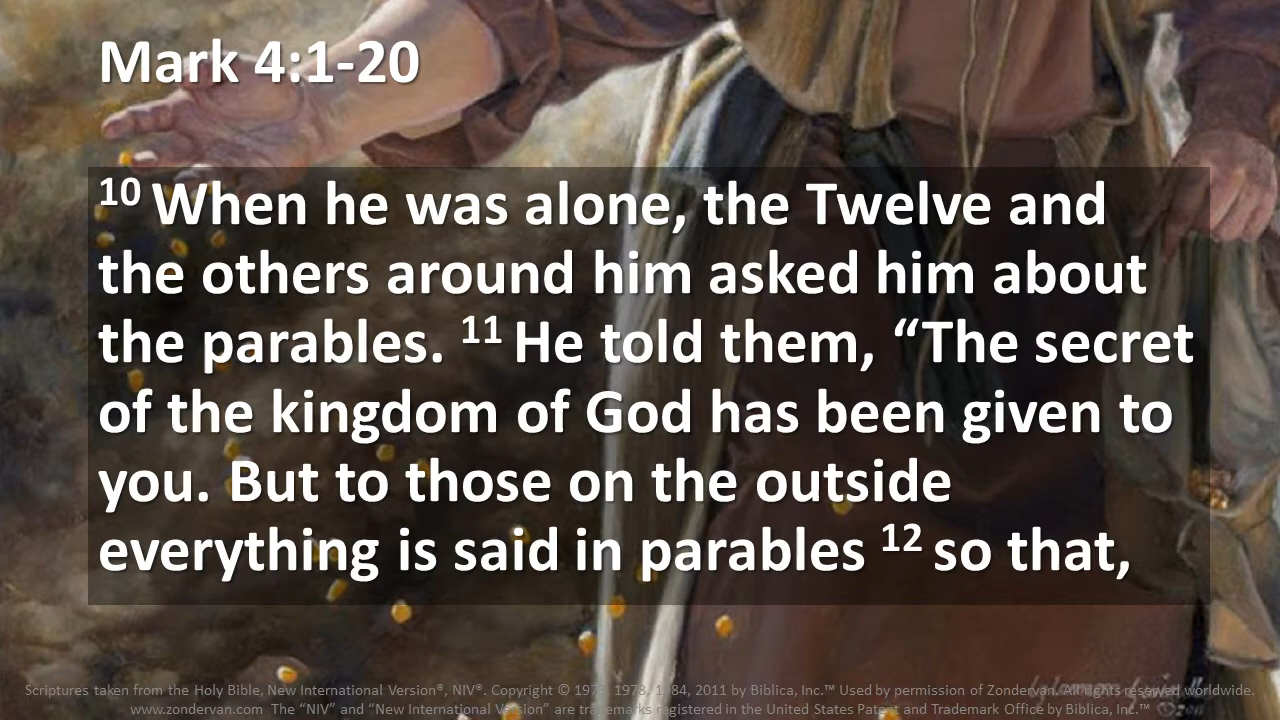 Mark 4:1-20
10 When he was alone, the Twelve and
the others around him asked him about
the parables. 11 He told them, “The secret
of the kingdom of God has been given to
you. But to those on the outside
everything is said in parables 12 so that,
Scriptures taken from the Holy Bible, New International Version®, NIV®. Copyright © 1973, 1978, 1984, 2011 by Biblica, Inc.™ Used by permission of Zondervan. All rights reserved worldwide.
www.zondervan.com The “NIV” and “New International Version” are trademarks registered in the United States Patent and Trademark Office by Biblica, Inc.™